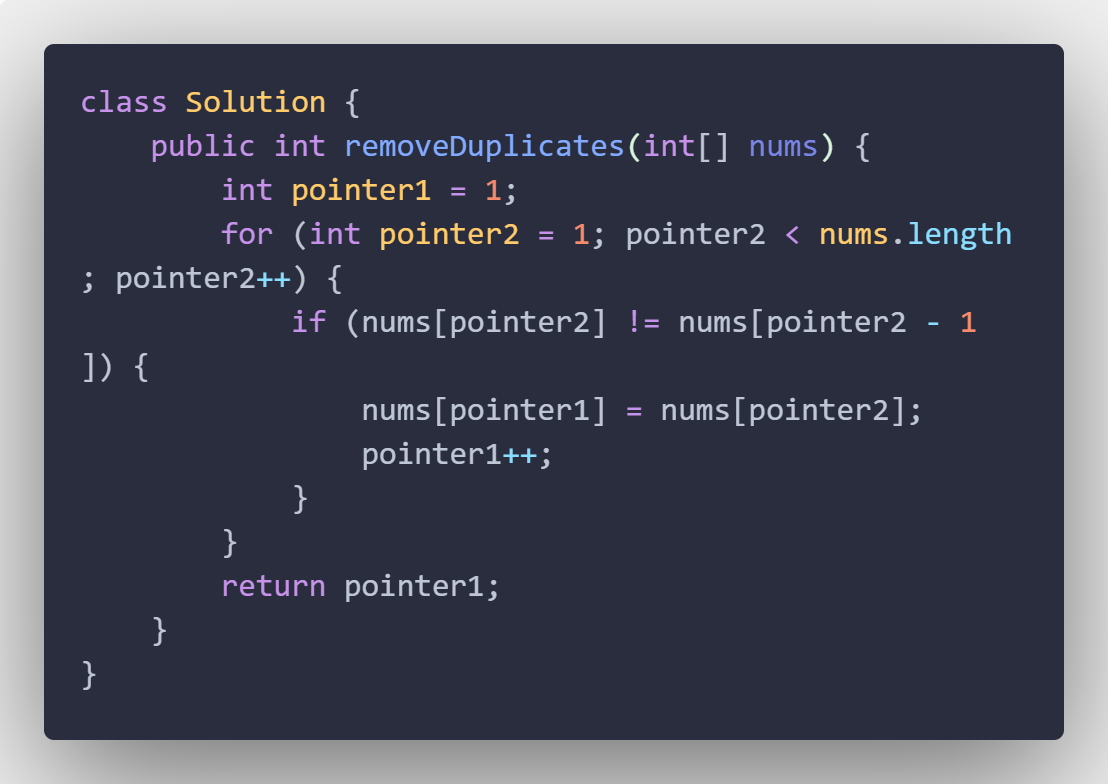 class Solution {
    public int removeDuplicates(int[] nums) {
        int pointer1 = 1;
        for (int pointer2 = 1; pointer2 < nums.length
; pointer2++) {
            if (nums[pointer2] != nums[pointer2 - 1
]) {
                nums[pointer1] = nums[pointer2];
                pointer1++;
            }
        }
        return pointer1;
    }
}